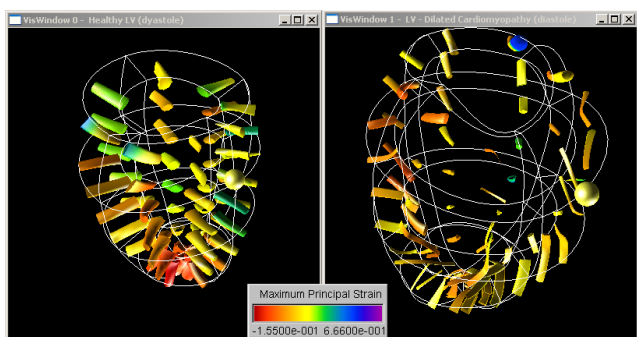 VisWindow 0 - Healthy LV (dyastole)
VisWindow 1 - LV - Dilated Cardiomyopathy (diastole)
Maximum Principal Strain
-1.5500e-001 6.6600e-001